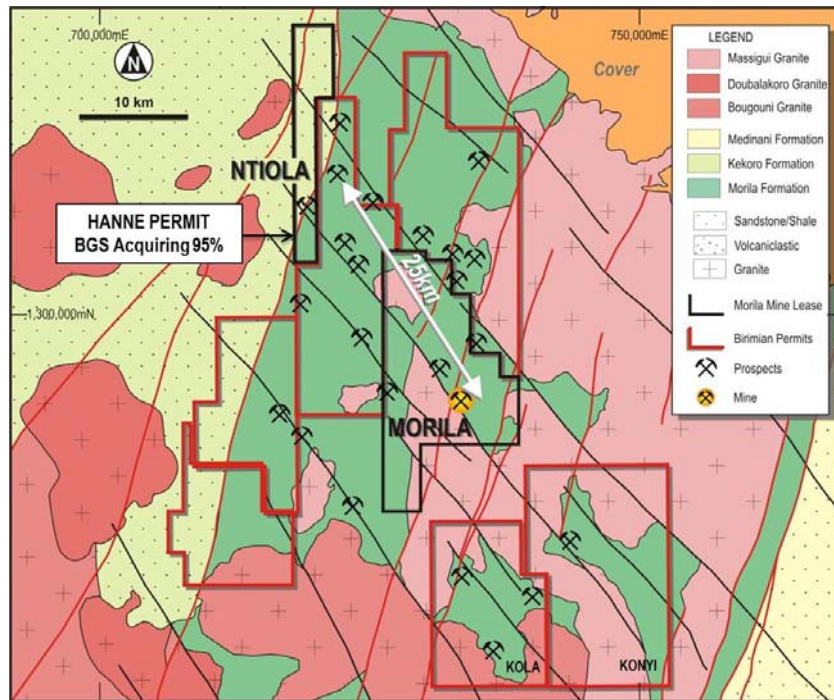 700,000mE
750,000mE
N
10 km
Cover
NTIOLA
HANNE PERMIT
BGS Acquiring 95%
25km
1,300,000mN
MORILA
KOLA
KONYI
LEGEND
Massigui Granite
Doubalakoro Granite
Bougouni Granite
Medinani Formation
Kekoro Formation
Morila Formation
Sandstone/Shale
Volcaniclastic
Granite
Morila Mine Lease
Birimian Permits
Prospects
Mine